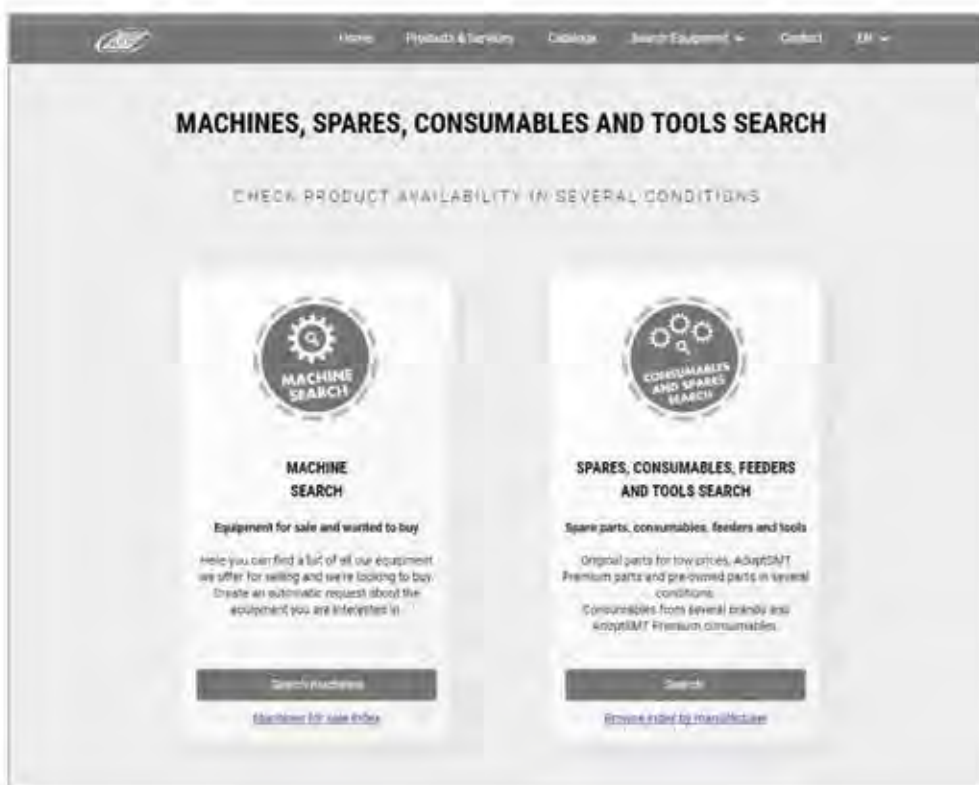 Home Products & Services Catalogs Search Equipment Contact EN
MACHINES, SPARES, CONSUMABLES AND TOOLS SEARCH
CHECK PRODUCT AVAILABILITY IN SEVERAL CONDITIONS
MACHINE
SEARCH
MACHINE
SEARCH
Equipment for sale and wanted to buy
Here you can find a list of all our equipment
we offer for selling and we're looking to buy.
Create an automatic request about the
equipment you are interested in
Search machines
Machines for sale index
CONSUMABLES
AND SPARES
SEARCH
SPARES, CONSUMABLES, FEEDERS
AND TOOLS SEARCH
Spare parts, consumables, feeders and tools
Original parts for low prices, AdoptSMT
Premium parts and pre-owned parts in several
conditions.
Consumables from several brands and
AdoptSMT Premium consumables.
Search
Browse index by manufacturer